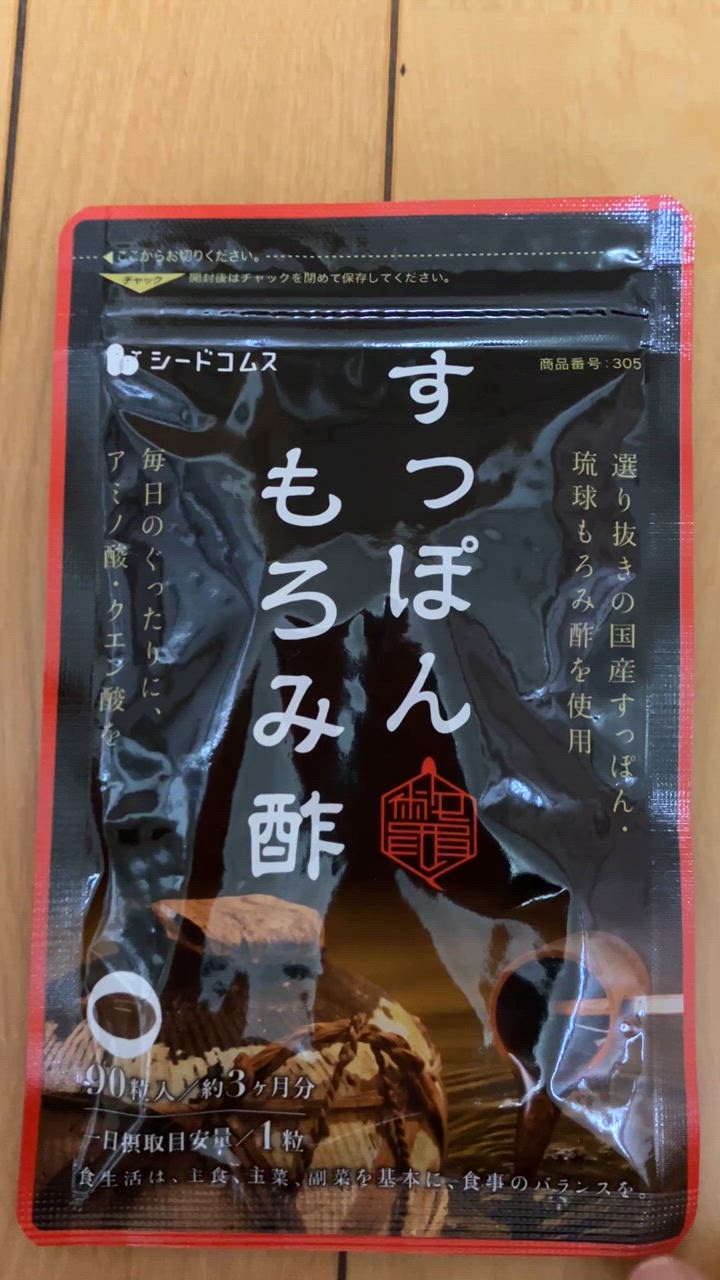 ここからお切りください。
チャック
開封後はチャックを閉めて保存してください。
シードコムス
商品番号:305
選り抜きの国産すっぽん・
琉球もろみ酢を使用
すっぽん
もろみ酢
毎日のぐったりに、
アミノ酸・クエン酸を
90粒入/約3ヶ月分
一日摂取目安量/1粒
食生活は、主食、主菜、副菜を基本に、食事のバランスを。